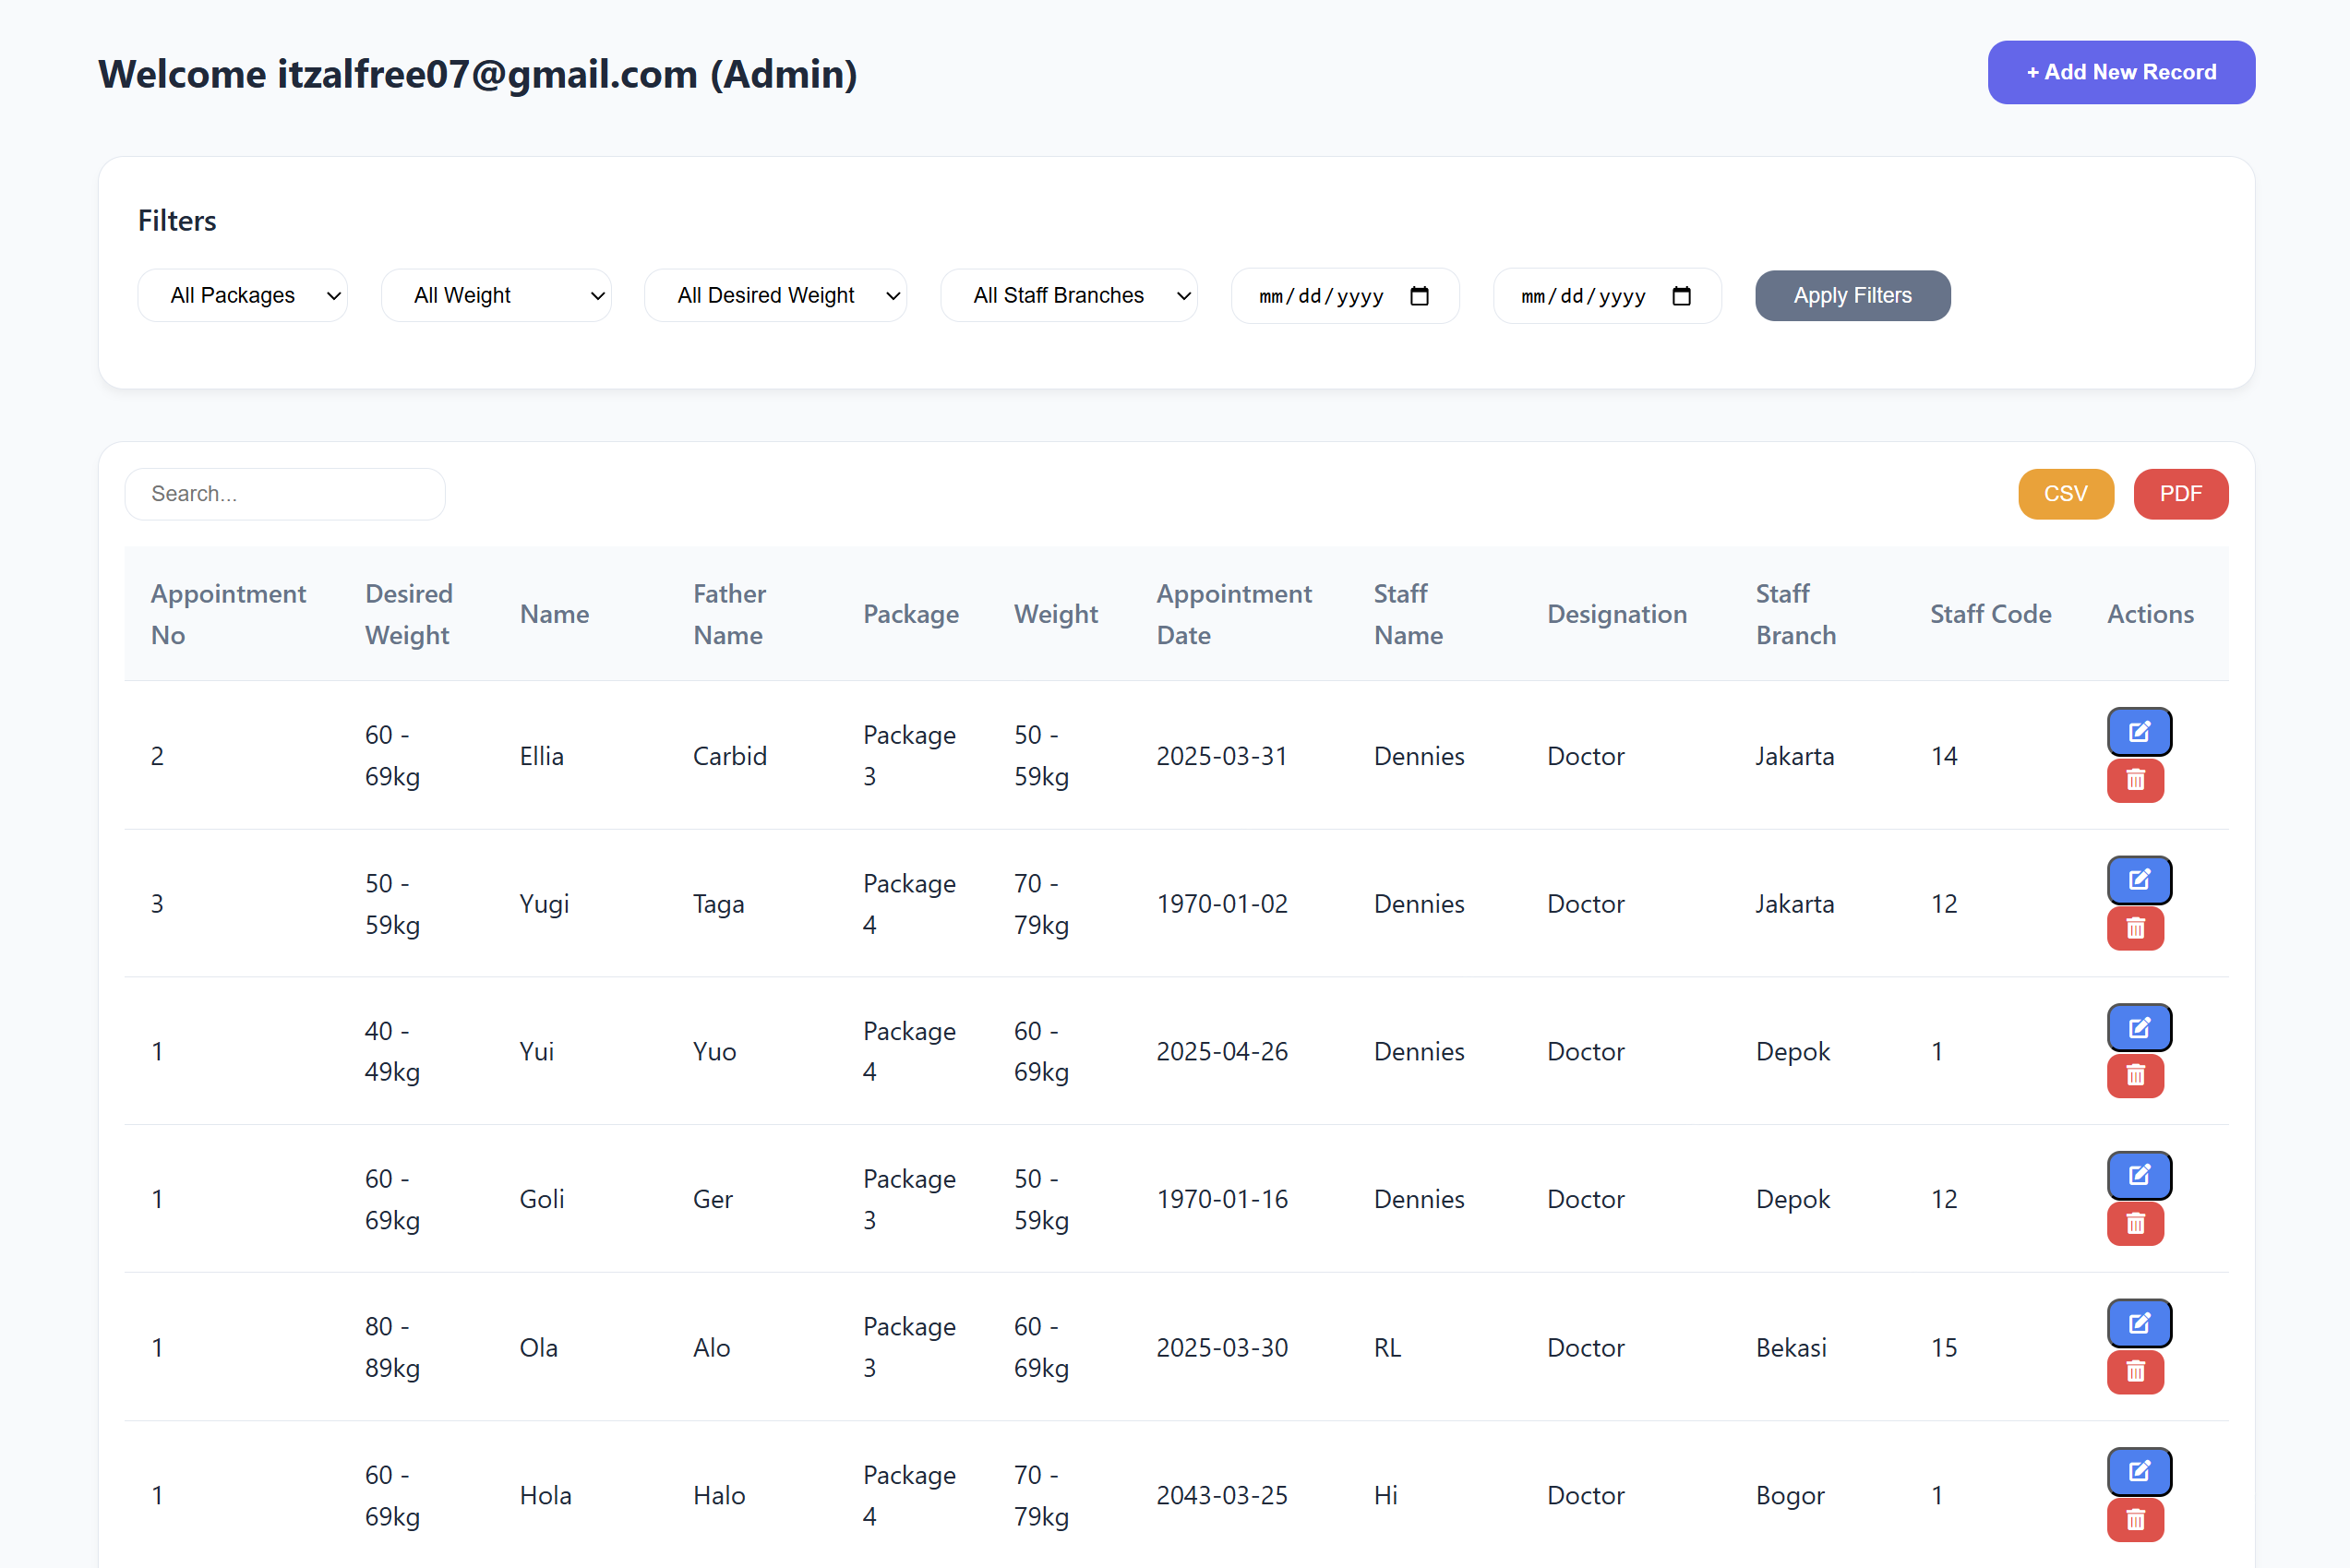 Welcome itzalfree07@gmail.com (Admin)
+ Add New Record
Filters
All Packages
All Weight
All Desired Weight
All Staff Branches
mm/dd/yyyy
mm/dd/yyyy
Apply Filters
Search...
CSV
PDF
Appointment No
Desired Weight
Name
Father Name
Package
Weight
Appointment Date
Staff Name
Designation
Staff Branch
Staff Code
Actions
2
60 - 69kg
Ellia
Carbid
Package 3
50 - 59kg
2025-03-31
Dennies
Doctor
Jakarta
14
3
50 - 59kg
Yugi
Taga
Package 4
70 - 79kg
1970-01-02
Dennies
Doctor
Jakarta
12
1
40 - 49kg
Yui
Yuo
Package 4
60 - 69kg
2025-04-26
Dennies
Doctor
Depok
1
1
60 - 69kg
Goli
Ger
Package 3
50 - 59kg
1970-01-16
Dennies
Doctor
Depok
12
1
80 - 89kg
Ola
Alo
Package 3
60 - 69kg
2025-03-30
RL
Doctor
Bekasi
15
1
60 - 69kg
Hola
Halo
Package 4
70 - 79kg
2043-03-25
Hi
Doctor
Bogor
1